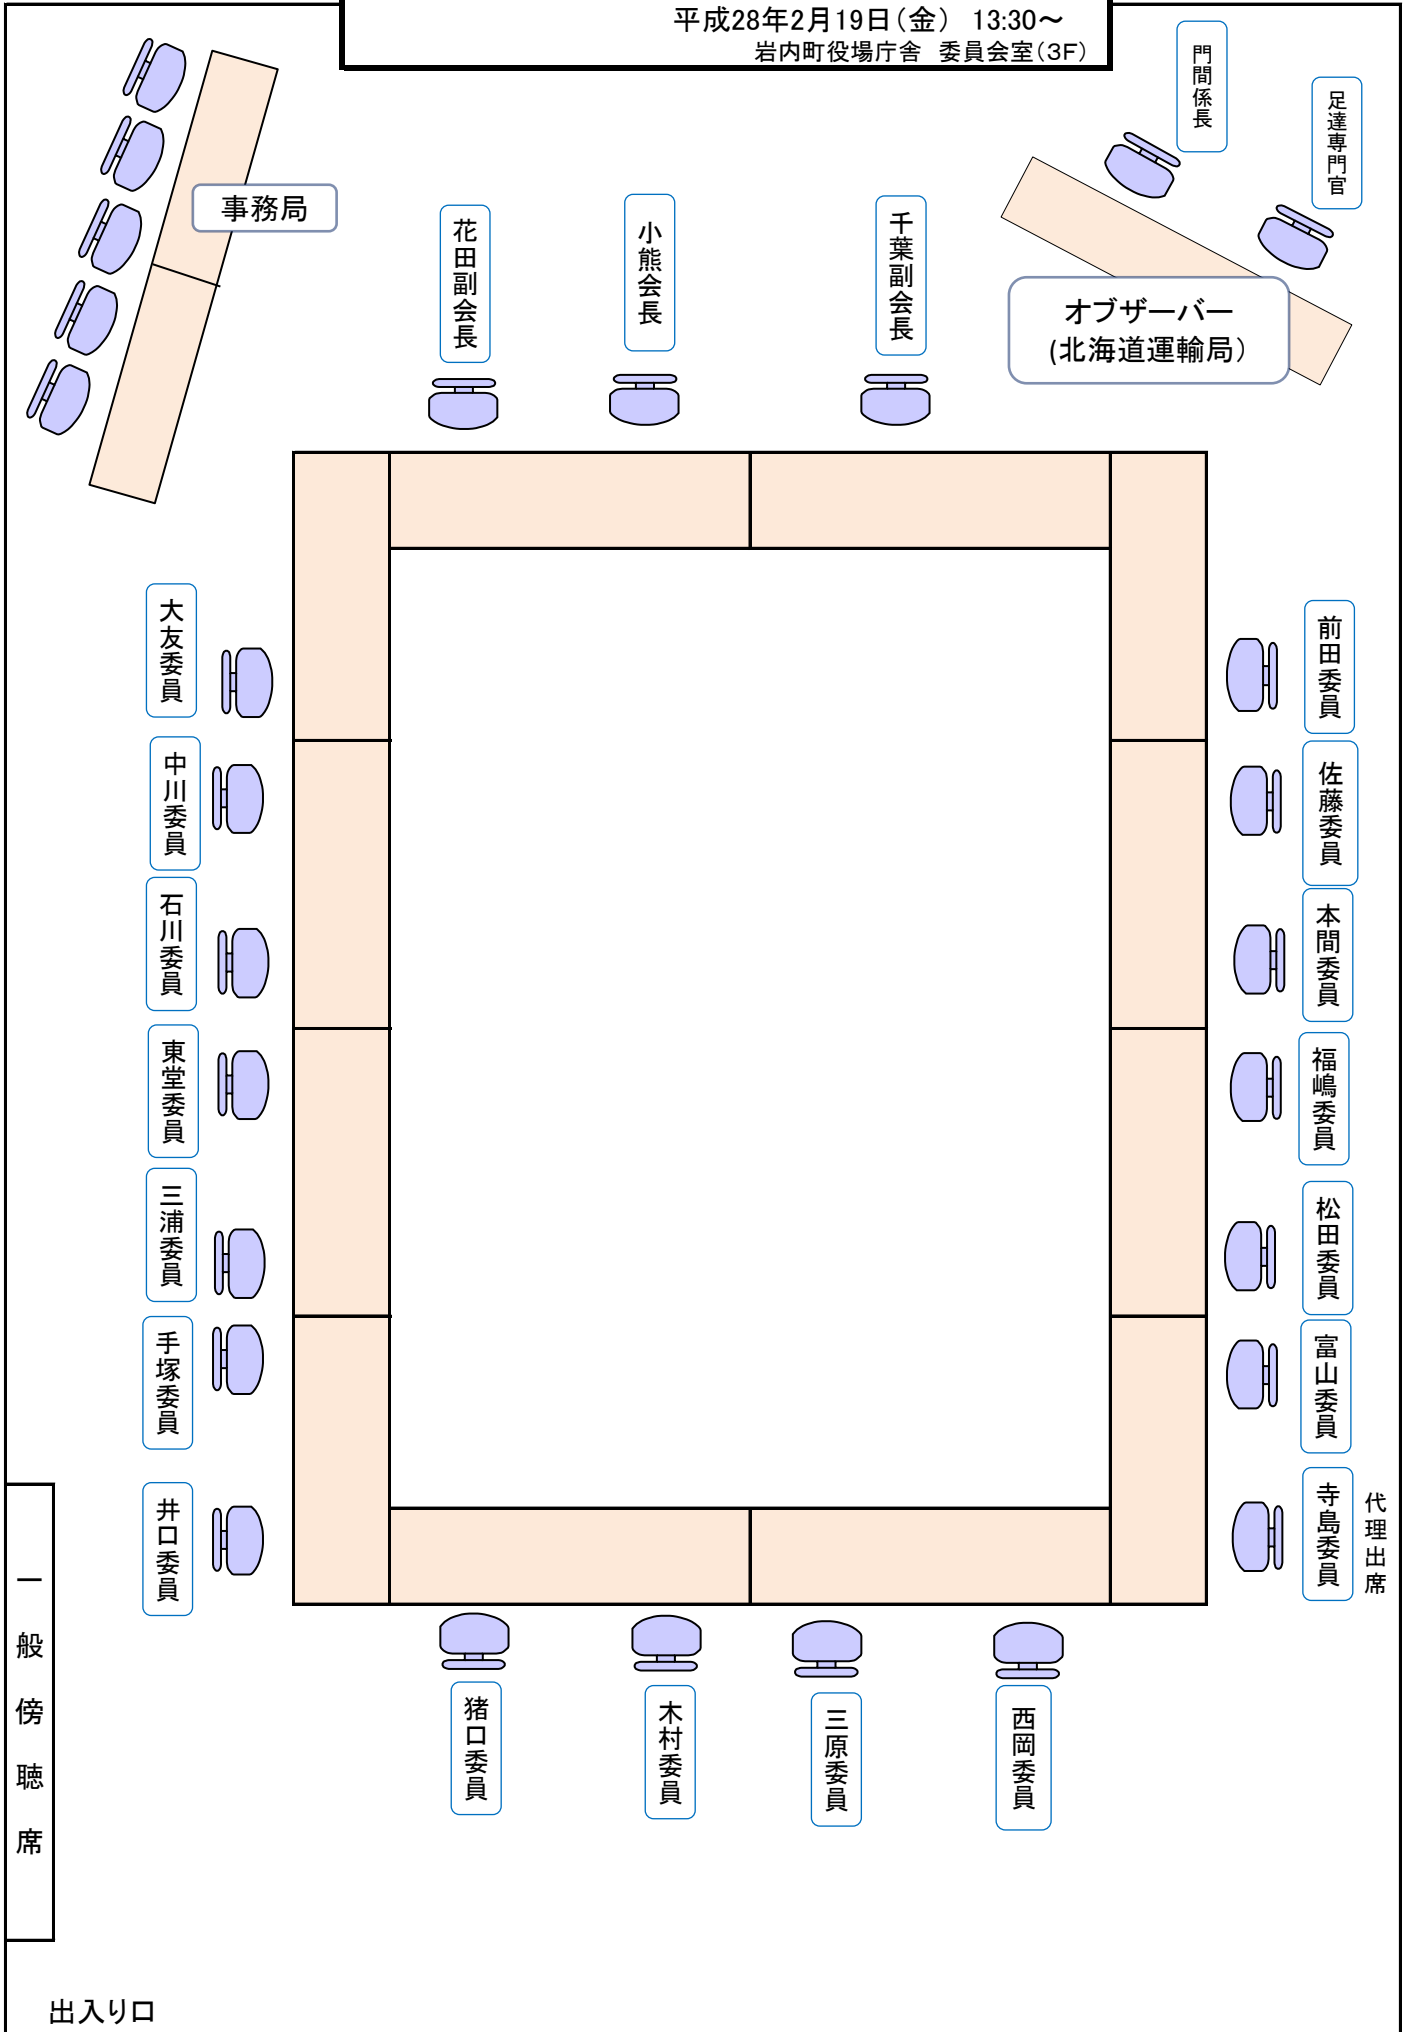 平成28年2月19日(金) 13:30～
岩内町役場庁舎 委員会室(3F)
門間係長
足達専門官
事務局
花田副会長
小熊会長
千葉副会長
オブザーバー
(北海道運輸局)
大友委員
中川委員
石川委員
東堂委員
三浦委員
手塚委員
井口委員
前田委員
佐藤委員
本間委員
福嶋委員
松田委員
富山委員
寺島委員
代理出席
猪口委員
木村委員
三原委員
西岡委員
一般傍聴席
出入り口